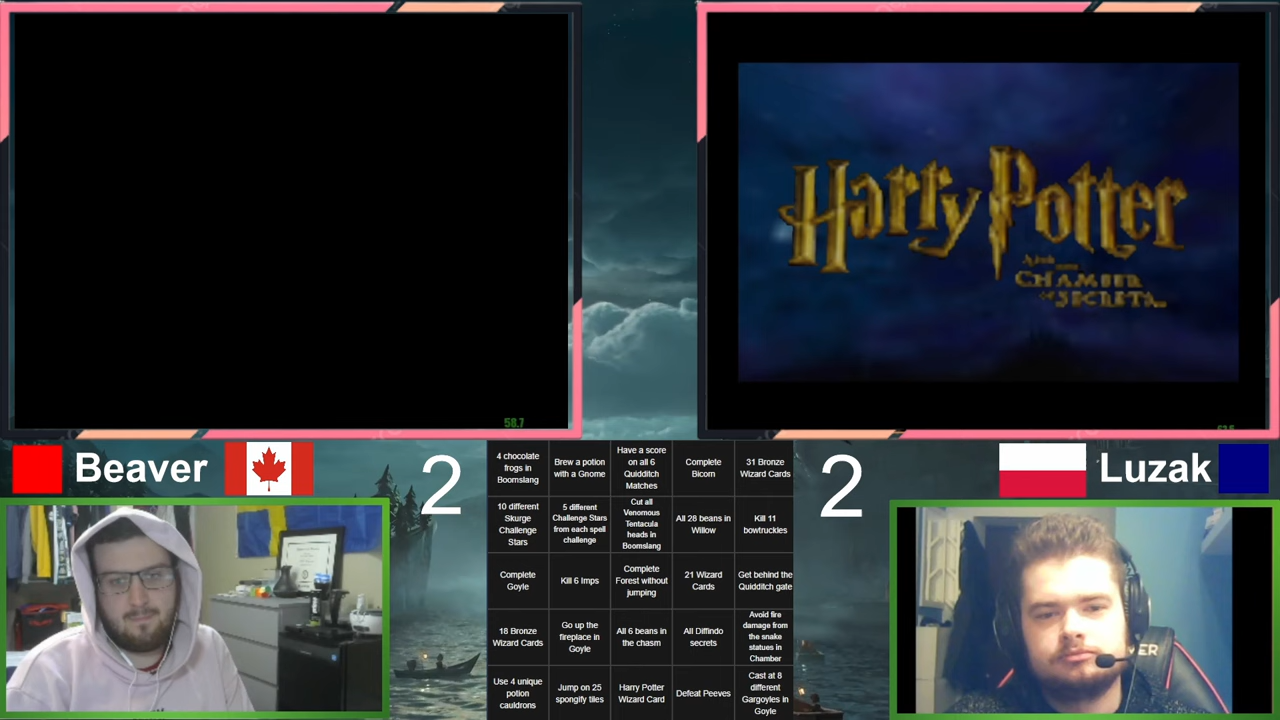 Harry Potter
CHAMBER
OF SECRETS
58.7
Beaver
2
2
Luzak
4 chocolate
frogs in
Boomslang
Brew a potion
with a Gnome
Have a score
on all 6
Quidditch
Matches
Complete
Bicorn
31 Bronze
Wizard Cards
10 different
Skurge
Challenge
Stars
5 different
Challenge Stars
from each spell
challenge
Cut all
Venomous
Tentacula
heads in
Boomslang
All 28 beans in
Willow
Kill 11
bowtruckles
Complete
Goyle
Kill 6 Imps
Complete
Forest without
jumping
21 Wizard
Cards
Get behind the
Quidditch gate
18 Bronze
Wizard Cards
Go up the
fireplace in
Goyle
All 6 beans in
the chasm
All Diffindo
secrets
Avoid fire
damage from
the snake
statues in
Chamber
Use 4 unique
potion
cauldrons
Jump on 25
spongify tiles
Harry Potter
Wizard Card
Defeat Peeves
Cast at 8
different
Gargoyles in
Goyle